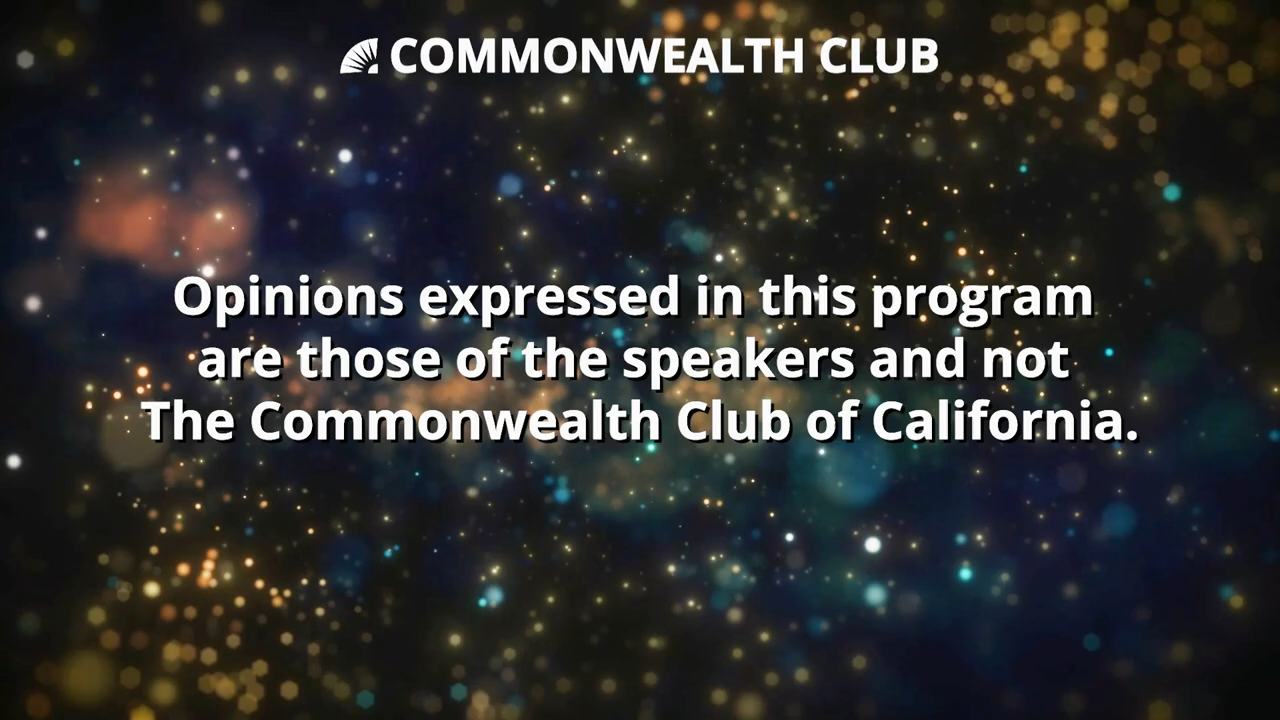 COMMONWEALTH CLUB
Opinions expressed in this program
are those of the speakers and not
The Commonwealth Club of California.